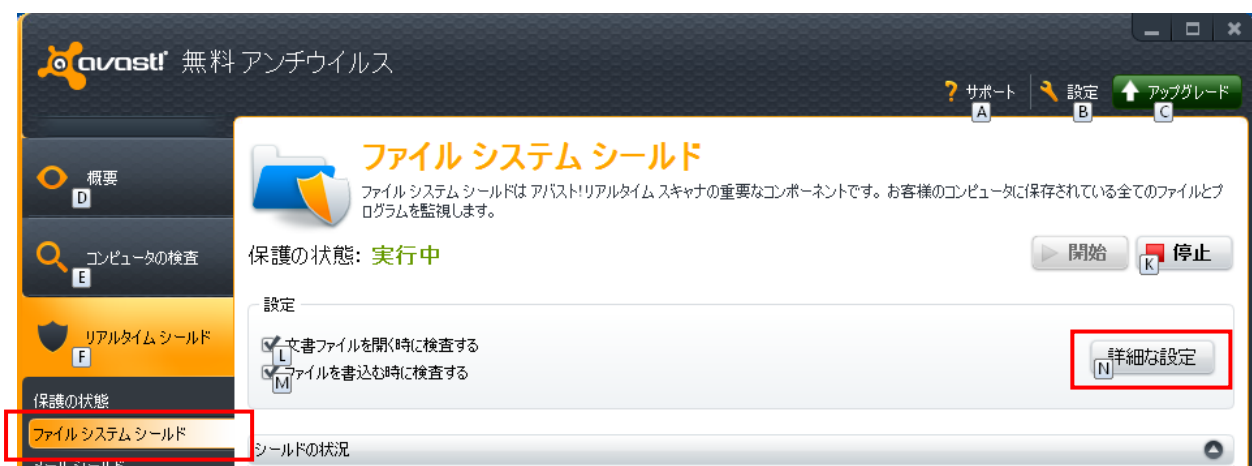 avast! 無料アンチウイルス
? サポート
A
設定
B
アップグレード
C
概要
D
コンピュータの検査
E
リアルタイム シールド
F
保護の状態
ファイル システム シールド
メール シールド
ファイル システム シールド
ファイル システム シールドは アバスト!リアルタイム スキャナの重要なコンポーネントです。お客様のコンピュータに保存されている全てのファイルとプ
ログラムを監視します。
保護の状態: 実行中
開始
K 停止
設定
文書ファイルを開く時に検査する
L
ファイルを書込む時に検査する
M
詳細な設定
N
シールドの状況